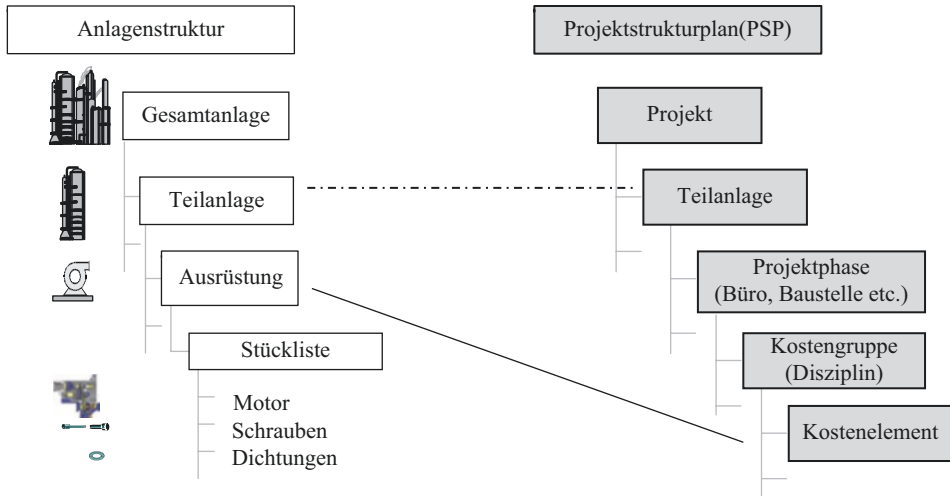 Anlagenstruktur
Gesamtanlage
Teilanlage
Ausrüstung
Stückliste
Motor
Schrauben
Dichtungen
Projektstrukturplan(PSP)
Projekt
Teilanlage
Projektphase
(Büro, Baustelle etc.)
Kostengruppe
(Disziplin)
Kostenelement